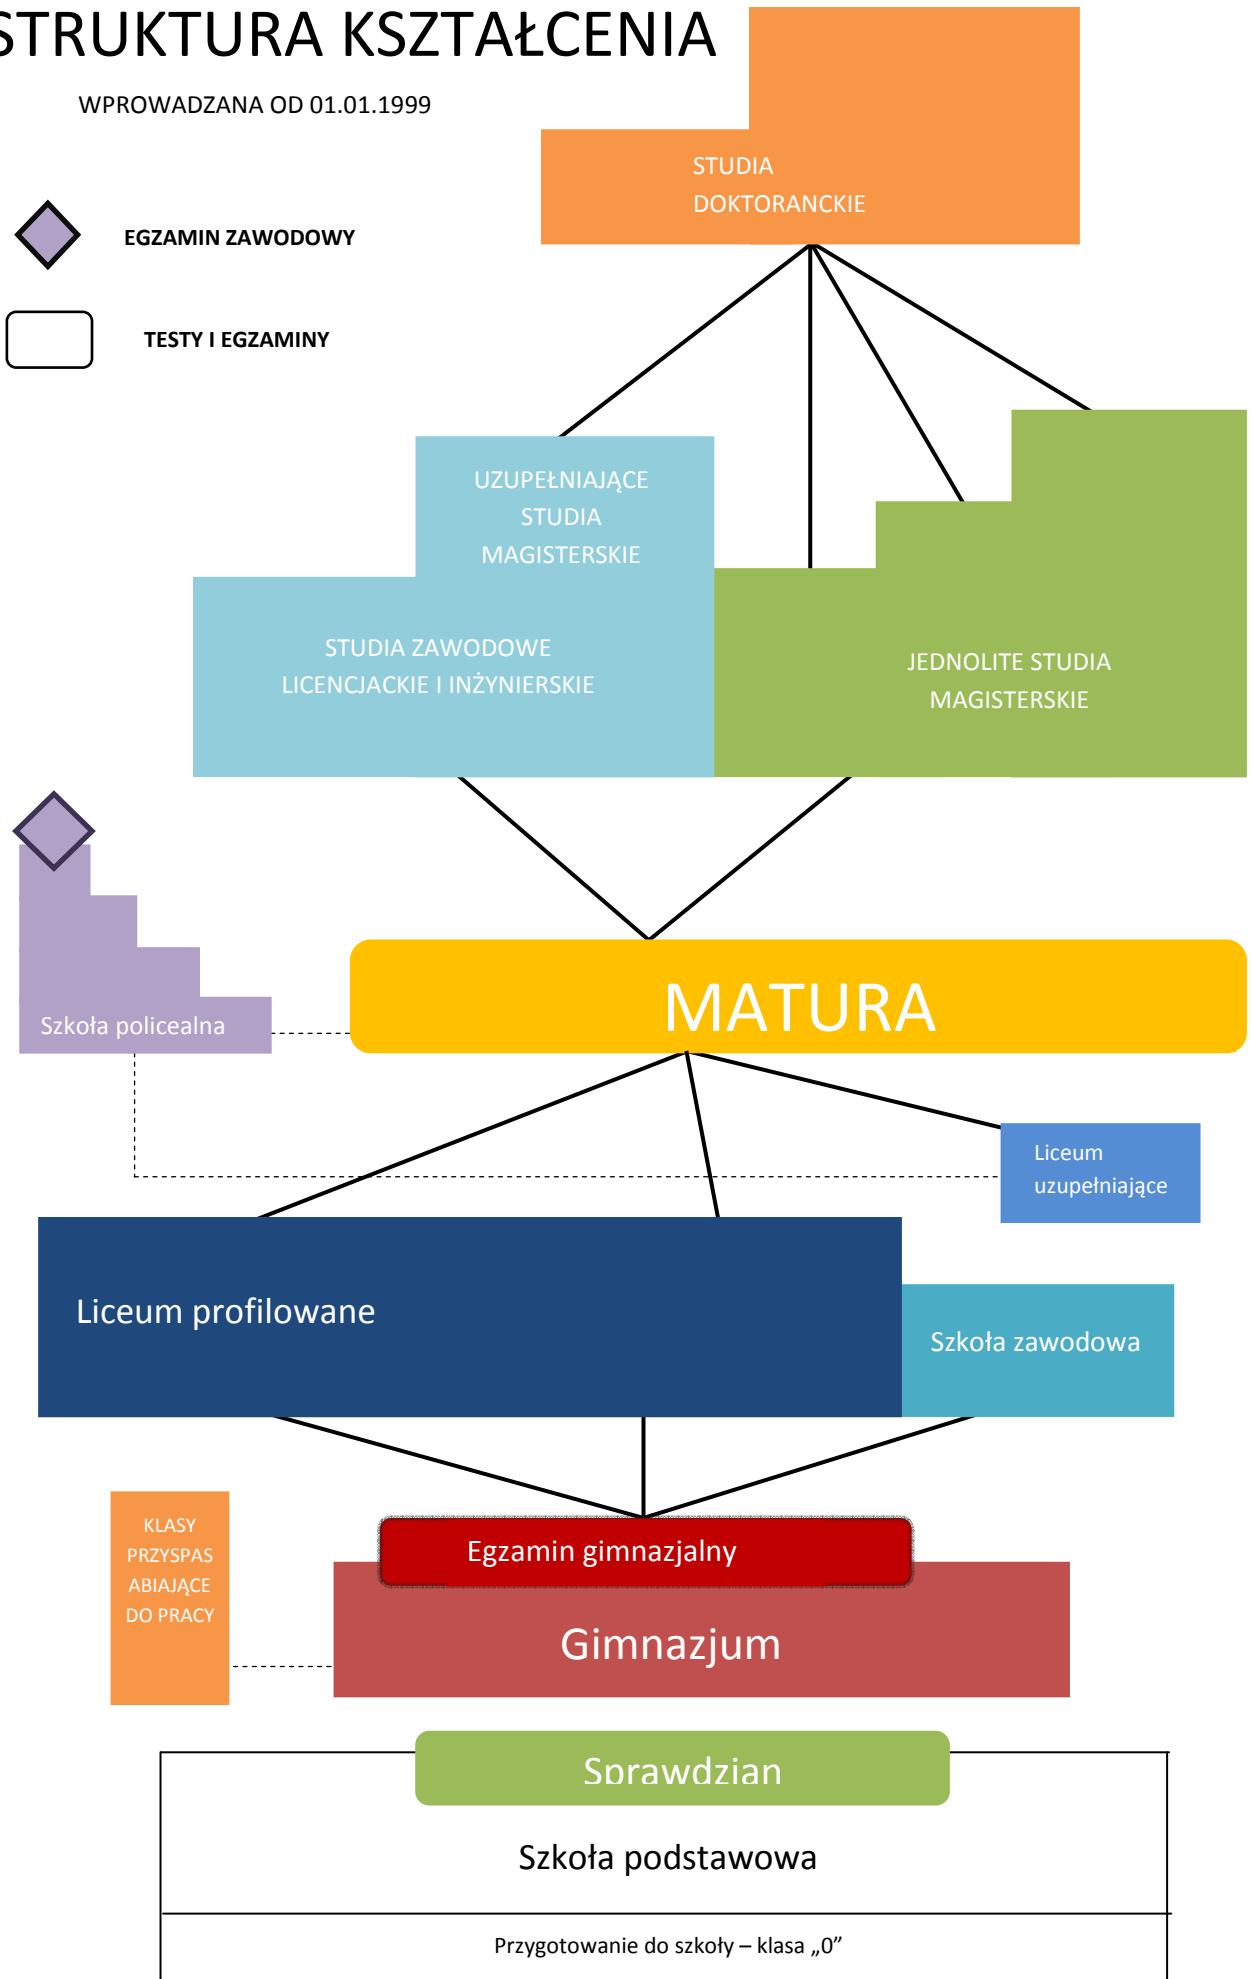 STRUKTURA KSZTAŁCENIA
WPROWADZANA OD 01.01.1999
STUDIA
DOKTORANCKIE
EGZAMIN ZAWODOWY
TESTY I EGZAMINY
UZUPEŁNIAJĄCE
STUDIA
MAGISTERSKIE
STUDIA ZAWODOWE
LICENCJACKIE I INŻYNIERSKIE
JEDNOLITE STUDIA
MAGISTERSKIE
MATURA
Szkoła policealna
Liceum
uzupełniające
Liceum profilowane
Szkoła zawodowa
KLASY
PRZYSPAS
ABIAJĄCE
DO PRACY
Egzamin gimnazjalny
Gimnazjum
Sprawdzian
Szkoła podstawowa
Przygotowanie do szkoły – klasa „0”